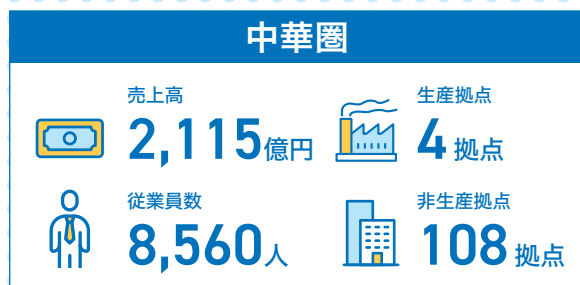 中華圏
売上高
2,115億円
生産拠点
4拠点
従業員数
8,560人
非生産拠点
108拠点